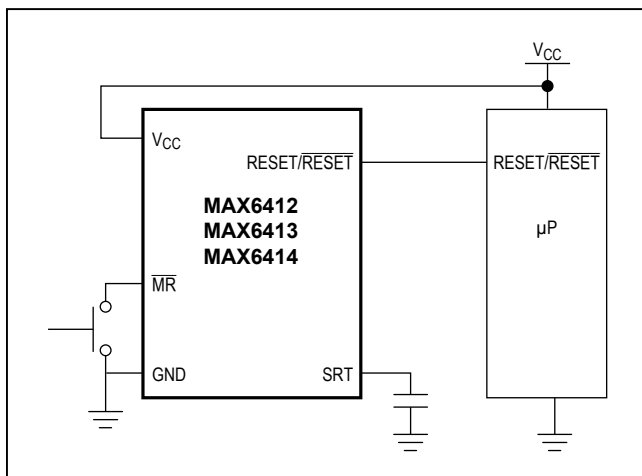 VCC
VCC
RESET/RESET
RESET/RESET
MAX6412
MAX6413
MAX6414
µP
MR
GND
SRT